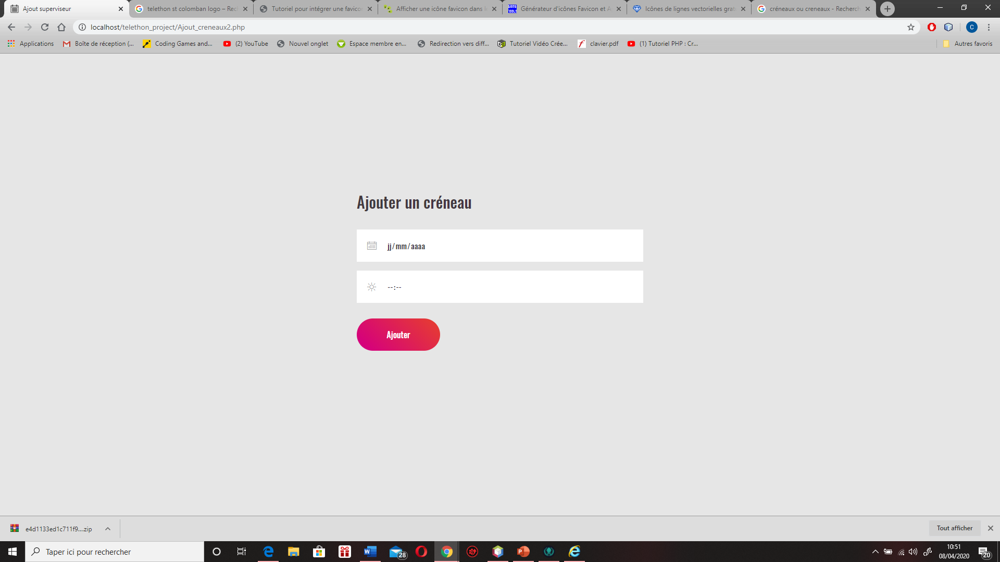 Ajout superviseur
telethon st colomban logo – Rec
Tutoriel pour intégrer une favico
Afficher une icône favicon dans l
Générateur d'icônes Favicon et A
Icônes de lignes vectorielles grat
créneaux ou creneaux - Recherch
localhost/telethon_project/Ajout_creneaux2.php
C
Applications
Boîte de réception (...
Coding Games and...
(2) YouTube
Nouvel onglet
Espace membre en...
Redirection vers diff...
Tutoriel Vidéo Crée...
clavier.pdf
(1) Tutoriel PHP : Cr...
Autres favoris
Ajouter un créneau
jj/mm/aaaa
--:--
Ajouter
e4d1133ed1c711f9....zip
Tout afficher
Taper ici pour rechercher
28
10:51
08/04/2020
20